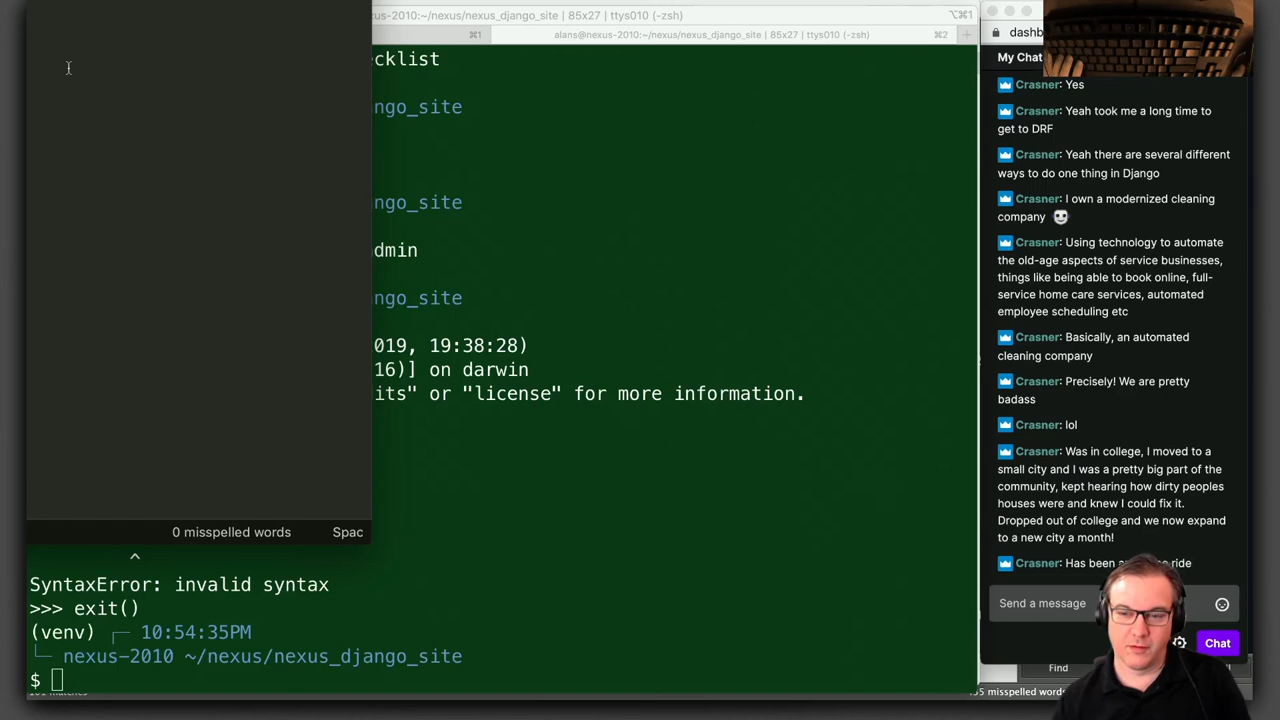 nexus-2010:~/nexus/nexus_django_site | 85x27 | ttys010 (-zsh)
⌥⌘1
⌘1
alans@nexus-2010:~/nexus/nexus_django_site | 85x27 | ttys010 (-zsh)
⌘2
+
cklist
ngo_site
ngo_site
dmin
ngo_site
019, 19:38:28)
16)] on darwin
its" or "license" for more information.
0 misspelled words
Spac
^
SyntaxError: invalid syntax
>>> exit()
(venv) ┌─ 10:54:35PM
└─ nexus-2010 ~/nexus/nexus_django_site
$
dashb
My Chat
Crasner: Yes
Crasner: Yeah took me a long time to
get to DRF
Crasner: Yeah there are several different
ways to do one thing in Django
Crasner: I own a modernized cleaning
company
Crasner: Using technology to automate
the old-age aspects of service businesses,
things like being able to book online, full-
service home care services, automated
employee scheduling etc
Crasner: Basically, an automated
cleaning company
Crasner: Precisely! We are pretty
badass
Crasner: lol
Crasner: Was in college, I moved to a
small city and I was a pretty big part of the
community, kept hearing how dirty peoples
houses were and knew I could fix it.
Dropped out of college and we now expand
to a new city a month!
Crasner: Has been a ride
Send a message
Chat
Find
misspelled word